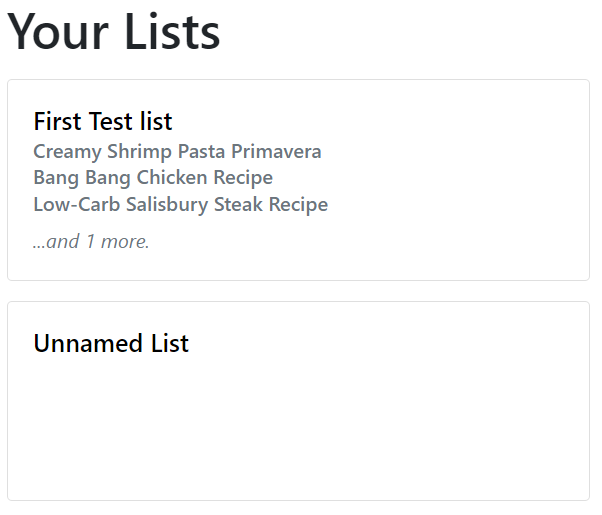 Your Lists
First Test list
Creamy Shrimp Pasta Primavera
Bang Bang Chicken Recipe
Low-Carb Salisbury Steak Recipe
...and 1 more.
Unnamed List